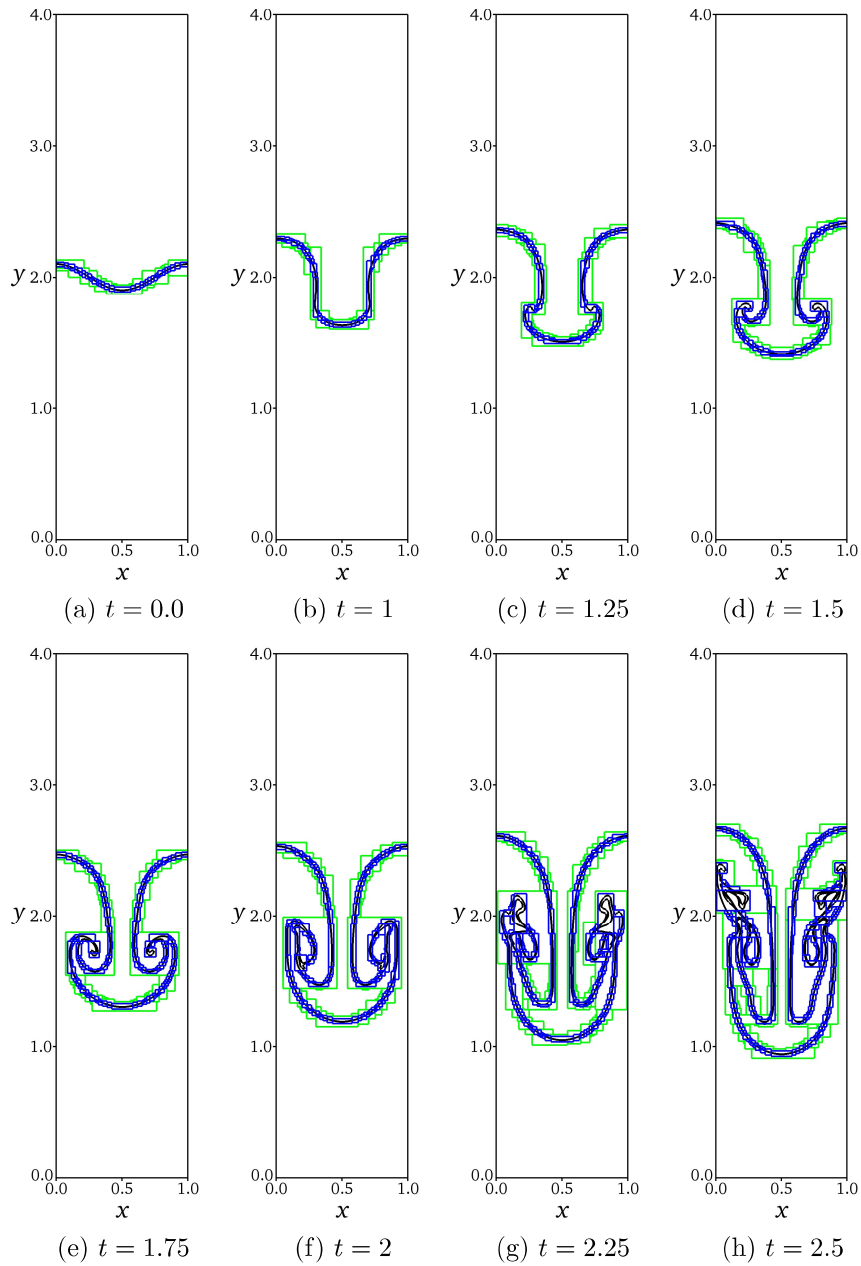 4.0 4.0 4.0 4.0
3.0 3.0 3.0 3.0
y 2.0 y 2.0 y 2.0 y 2.0
1.0 1.0 1.0 1.0
0.0 0.0 0.0 0.0
0.0 0.5 1.0 0.0 0.5 1.0 0.0 0.5 1.0 0.0 0.5 1.0
x x x x
(a) t = 0.0 (b) t = 1 (c) t = 1.25 (d) t = 1.5
4.0 4.0 4.0 4.0
3.0 3.0 3.0 3.0
y 2.0 y 2.0 y 2.0 y 2.0
1.0 1.0 1.0 1.0
0.0 0.0 0.0 0.0
0.0 0.5 1.0 0.0 0.5 1.0 0.0 0.5 1.0 0.0 0.5 1.0
x x x x
(e) t = 1.75 (f) t = 2 (g) t = 2.25 (h) t = 2.5